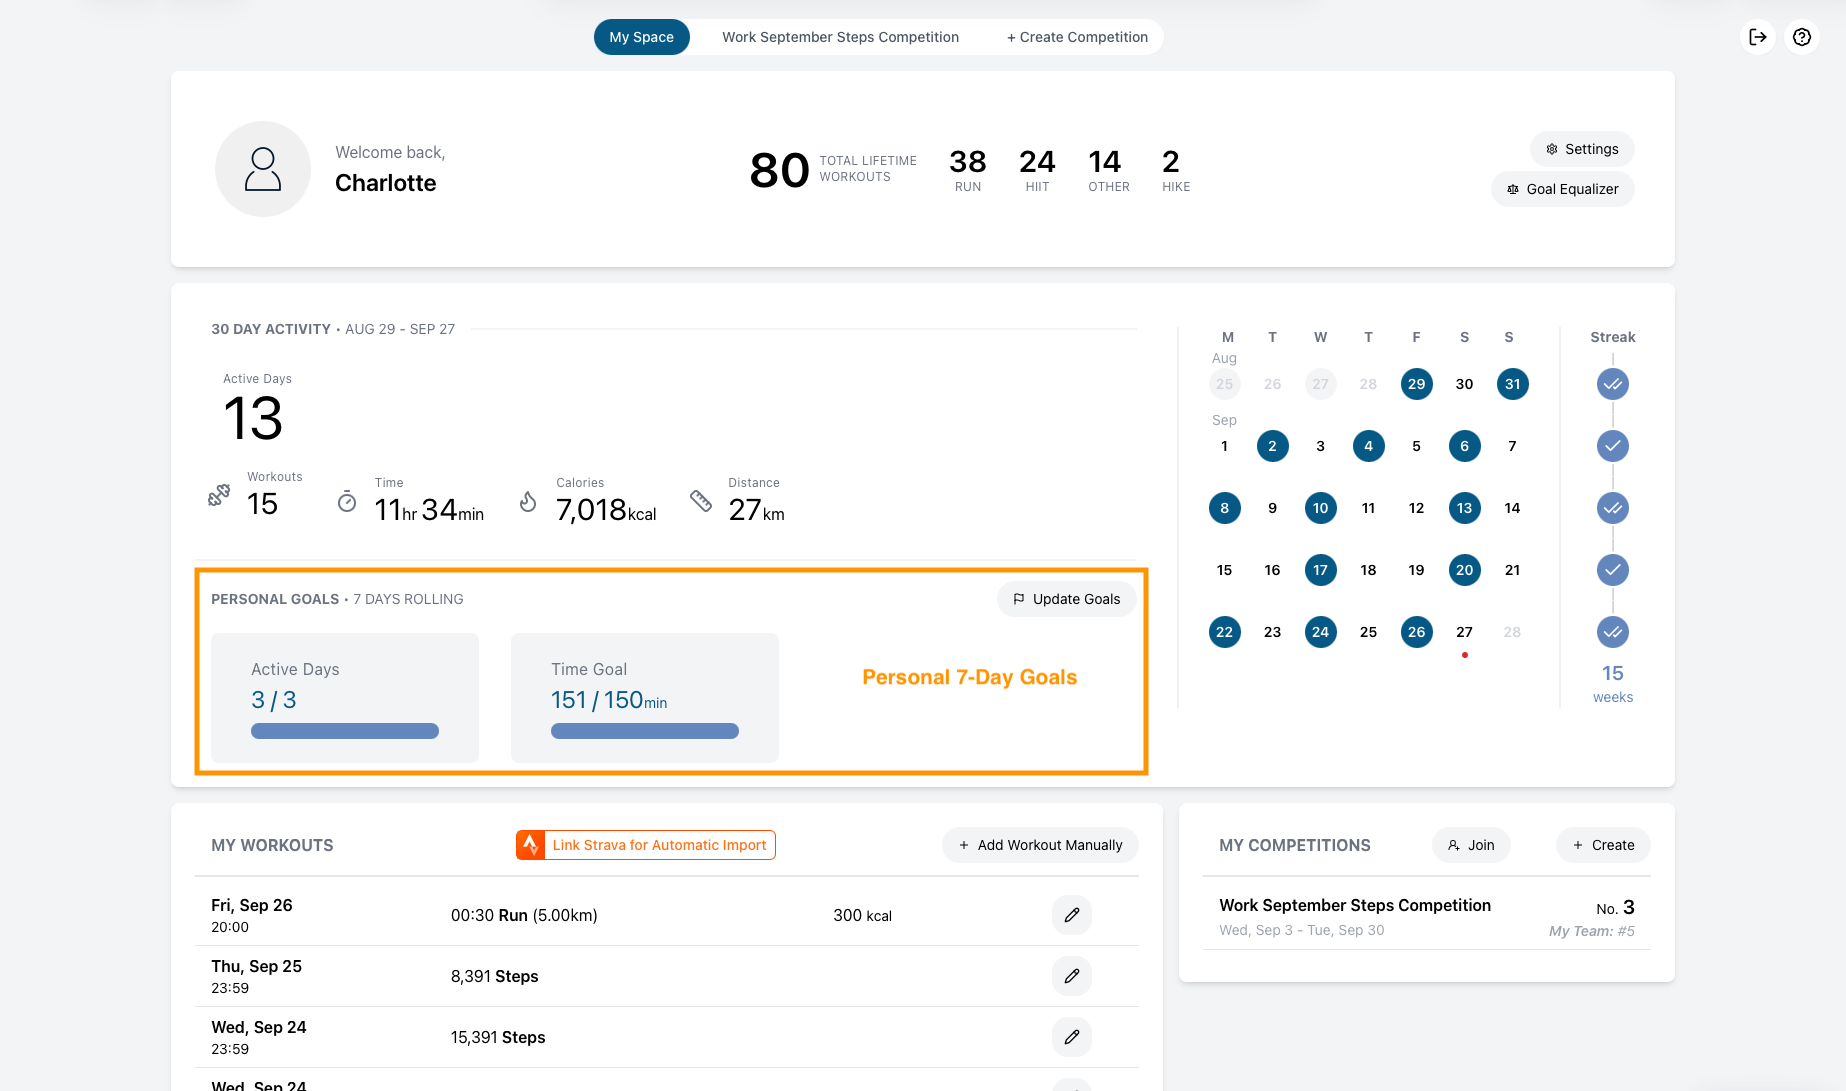 My Space
Work September Steps Competition
+ Create Competition
Welcome back,
Charlotte
80 TOTAL LIFETIME WORKOUTS
38 RUN
24 HIIT
14 OTHER
2 HIKE
Settings
Goal Equalizer
30 DAY ACTIVITY • AUG 29 - SEP 27
Active Days
13
Workouts
15
Time
11hr 34min
Calories
7,018kcal
Distance
27km
PERSONAL GOALS • 7 DAYS ROLLING
Update Goals
Active Days
3 / 3
Time Goal
151 / 150min
Personal 7-Day Goals
M T W T F S S
Aug
25 26 27 28 29 30 31
Sep
1 2 3 4 5 6 7
8 9 10 11 12 13 14
15 16 17 18 19 20 21
22 23 24 25 26 27 28
Streak
15
weeks
MY WORKOUTS
Link Strava for Automatic Import
+ Add Workout Manually
Fri, Sep 26
20:00
00:30 Run (5.00km)
300 kcal
Thu, Sep 25
23:59
8,391 Steps
Wed, Sep 24
23:59
15,391 Steps
Wed, Sep 24
MY COMPETITIONS
Join
+ Create
Work September Steps Competition
No. 3
Wed, Sep 3 - Tue, Sep 30
My Team: #5